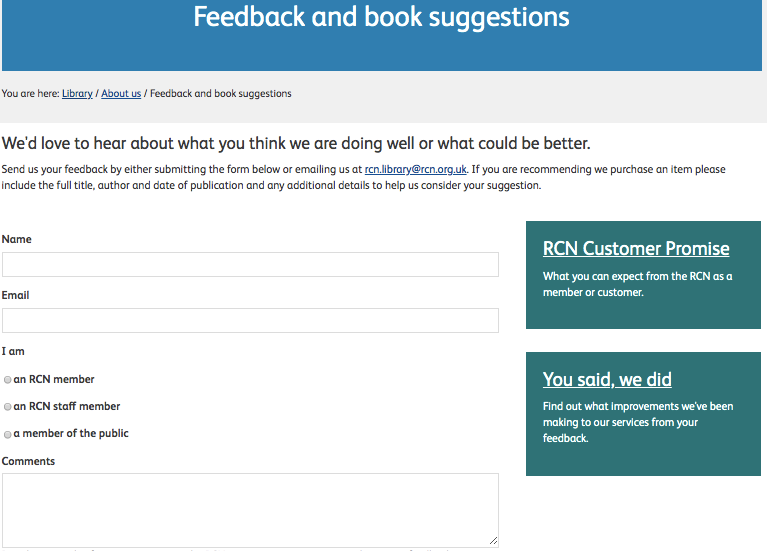 Feedback and book suggestions
You are here: Library / About us / Feedback and book suggestions
We'd love to hear about what you think we are doing well or what could be better.
Send us your feedback by either submitting the form below or emailing us at rcn.library@rcn.org.uk. If you are recommending we purchase an item please
include the full title, author and date of publication and any additional details to help us consider your suggestion.
Name
Email
I am
an RCN member
an RCN staff member
a member of the public
Comments
RCN Customer Promise
What you can expect from the RCN as a
member or customer.
You said, we did
Find out what improvements we've been
making to our services from your
feedback.